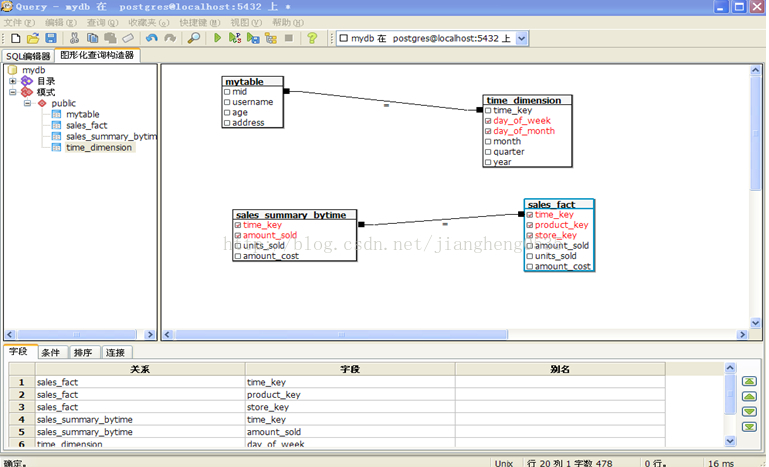 Query - mydb 在 postgres@localhost:5432 上 *
文件(F) 编辑(E) 查询(Q) 收藏夹(a) 快捷键(M) 视图(V) 帮助(H)
mydb 在 postgres@localhost:5432 上
SQL编辑器 图形化查询构造器
mydb
目录
模式
public
mytable
sales_fact
sales_summary_bytim
time_dimension
mytable
mid
username
age
address
=
time_dimension
time_key
day_of_week
day_of_month
month
quarter
year
sales_summary_bytime
time_key
amount_sold
units_sold
amount_cost
=
sales_fact
time_key
product_key
store_key
amount_sold
units_sold
amount_cost
字段 条件 排序 连接
关系 字段 别名
1 sales_fact time_key
2 sales_fact product_key
3 sales_fact store_key
4 sales_summary_bytime time_key
5 sales_summary_bytime amount_sold
6 time_dimension day_of_week
确定。 Unix 行 20 列 1 字数 478 0 行。 16 ms